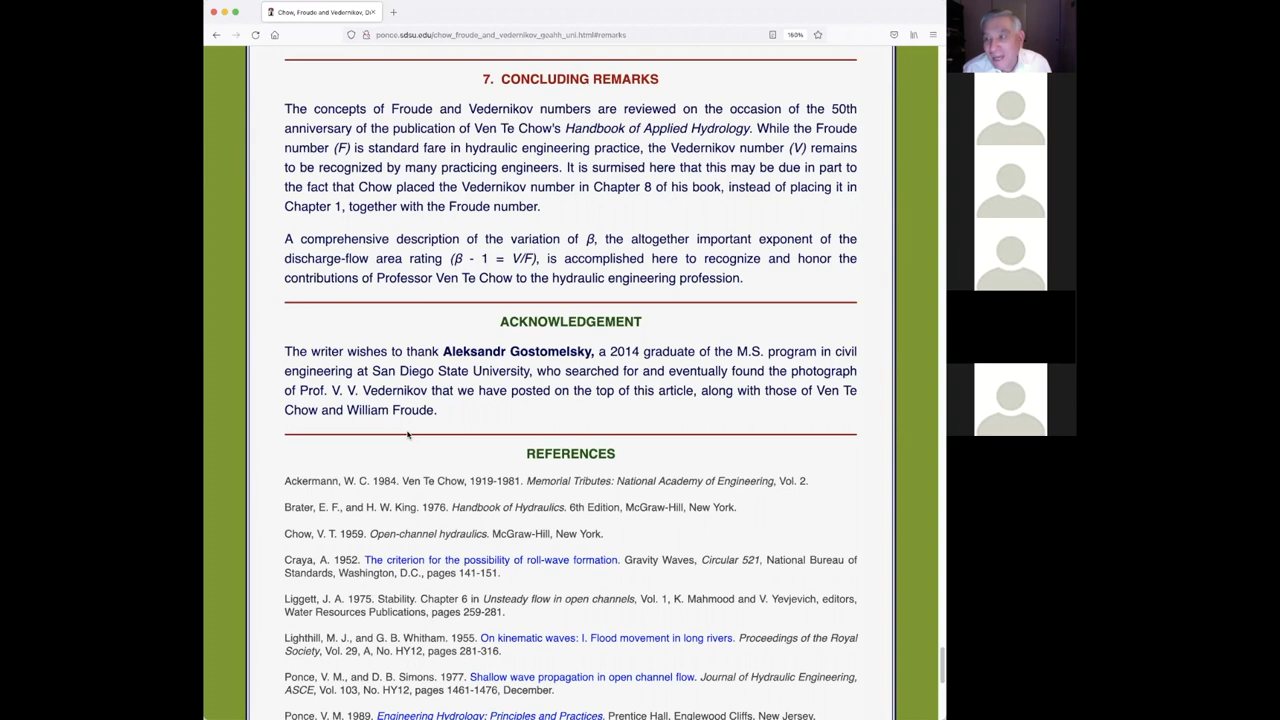 Chow, Froude and Vedernikov, Di
ponce.sdsu.edu/chow_froude_and_vedernikov_goahh_uni.html#remarks
160%
7. CONCLUDING REMARKS
The concepts of Froude and Vedernikov numbers are reviewed on the occasion of the 50th
anniversary of the publication of Ven Te Chow's Handbook of Applied Hydrology. While the Froude
number (F) is standard fare in hydraulic engineering practice, the Vedernikov number (V) remains
to be recognized by many practicing engineers. It is surmised here that this may be due in part to
the fact that Chow placed the Vedernikov number in Chapter 8 of his book, instead of placing it in
Chapter 1, together with the Froude number.
A comprehensive description of the variation of β, the altogether important exponent of the
discharge-flow area rating (β - 1 = V/F), is accomplished here to recognize and honor the
contributions of Professor Ven Te Chow to the hydraulic engineering profession.
ACKNOWLEDGEMENT
The writer wishes to thank Aleksandr Gostomelsky, a 2014 graduate of the M.S. program in civil
engineering at San Diego State University, who searched for and eventually found the photograph
of Prof. V. V. Vedernikov that we have posted on the top of this article, along with those of Ven Te
Chow and William Froude.
REFERENCES
Ackermann, W. C. 1984. Ven Te Chow, 1919-1981. Memorial Tributes: National Academy of Engineering, Vol. 2.
Brater, E. F., and H. W. King. 1976. Handbook of Hydraulics. 6th Edition, McGraw-Hill, New York.
Chow, V. T. 1959. Open-channel hydraulics. McGraw-Hill, New York.
Craya, A. 1952. The criterion for the possibility of roll-wave formation. Gravity Waves, Circular 521, National Bureau of
Standards, Washington, D.C., pages 141-151.
Liggett, J. A. 1975. Stability. Chapter 6 in Unsteady flow in open channels, Vol. 1, K. Mahmood and V. Yevjevich, editors,
Water Resources Publications, pages 259-281.
Lighthill, M. J., and G. B. Whitham. 1955. On kinematic waves: I. Flood movement in long rivers. Proceedings of the Royal
Society, Vol. 29, A, No. HY12, pages 281-316.
Ponce, V. M., and D. B. Simons. 1977. Shallow wave propagation in open channel flow. Journal of Hydraulic Engineering,
ASCE, Vol. 103, No. HY12, pages 1461-1476, December.
Ponce, V. M. 1989. Engineering Hydrology: Principles and Practices. Prentice Hall, Englewood Cliffs, New Jersey.